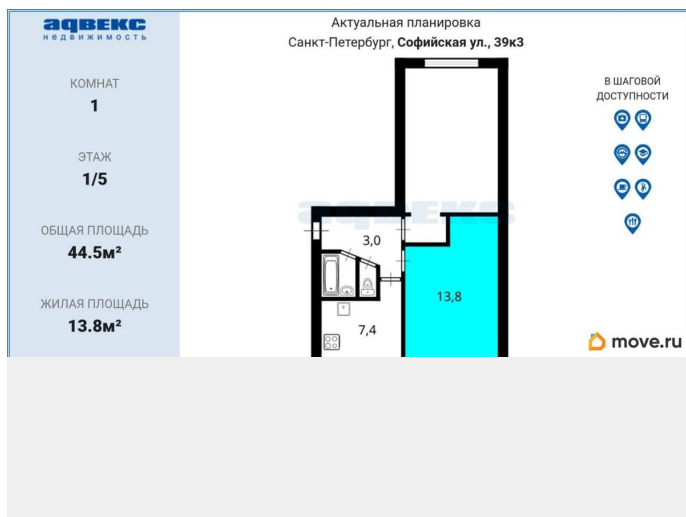 адвекс
НЕДВИЖИМОСТЬ
КОМНАТ
1
ЭТАЖ
1/5
ОБЩАЯ ПЛОЩАДЬ
44.5м²
ЖИЛАЯ ПЛОЩАДЬ
13.8м²
Актуальная планировка
Санкт-Петербург, Софийская ул., 39к3
адвекс
3,0
13,8
7,4
В ШАГОВОЙ
ДОСТУПНОСТИ
move.ru